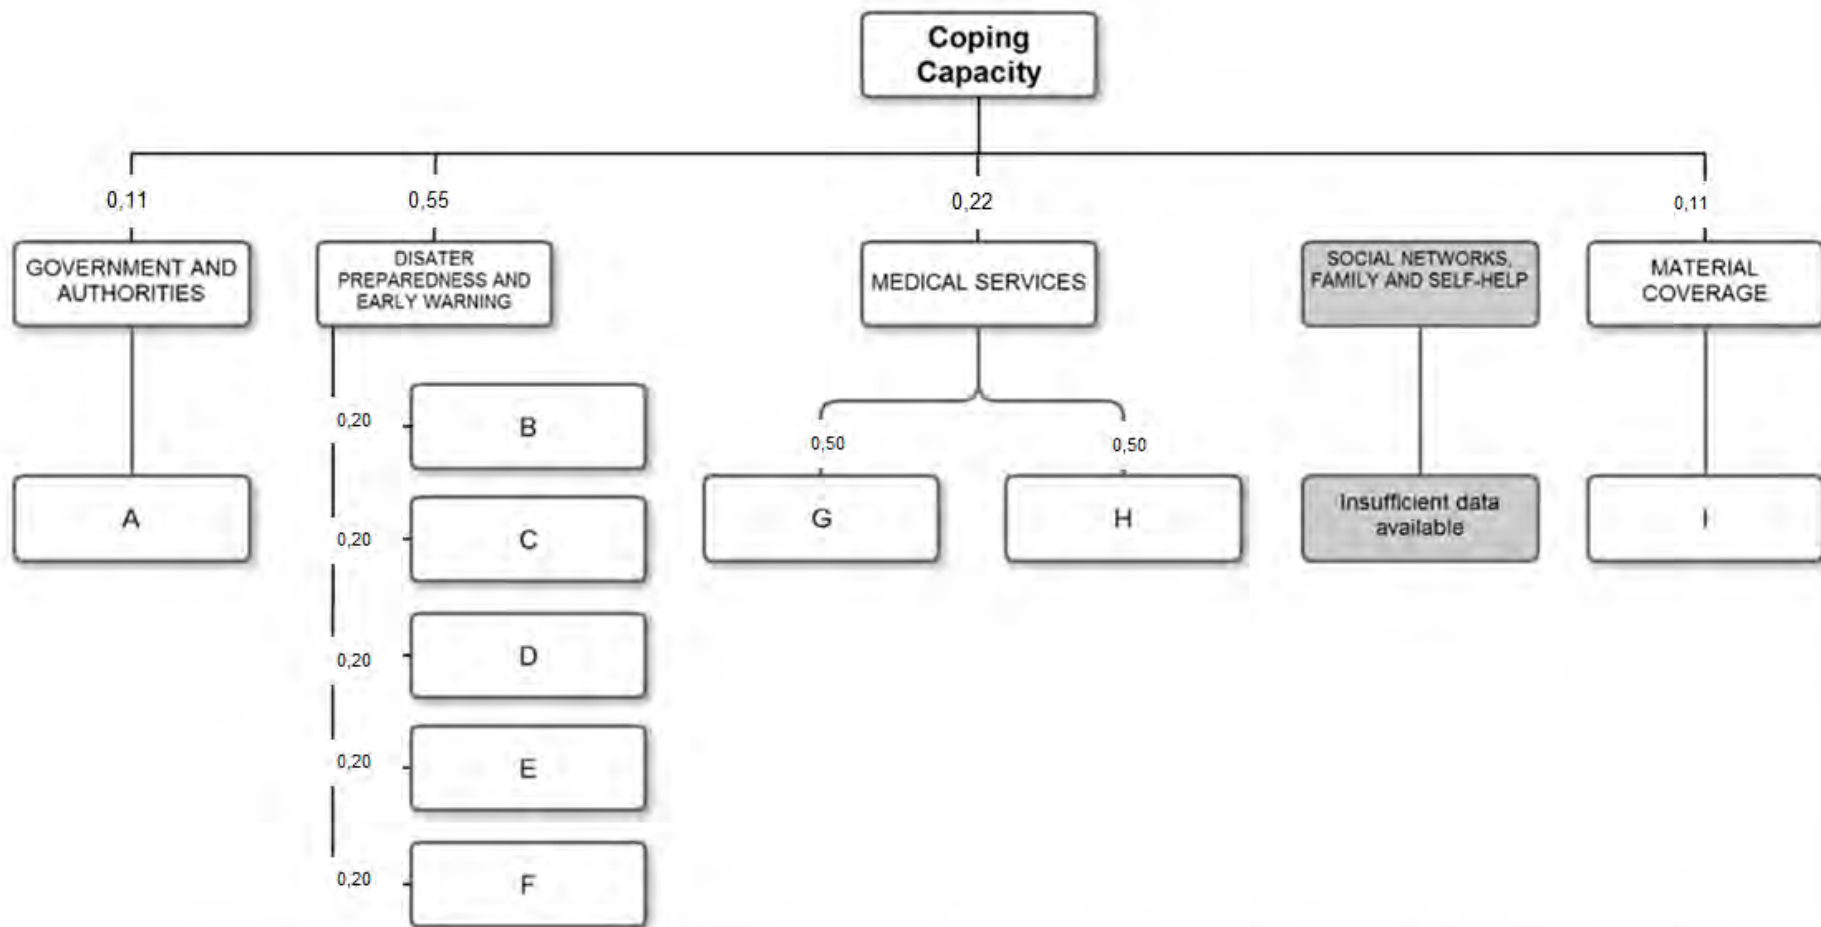 Coping
Capacity
0,11
0,55
0,22
0,11
GOVERNMENT AND
AUTHORITIES
DISATER
PREPAREDNESS AND
EARLY WARNING
MEDICAL SERVICES
SOCIAL NETWORKS,
FAMILY AND SELF-HELP
MATERIAL
COVERAGE
0,20
B
0,50
0,50
A
0,20
C
G
H
Insufficient data
available
I
0,20
D
0,20
E
0,20
F